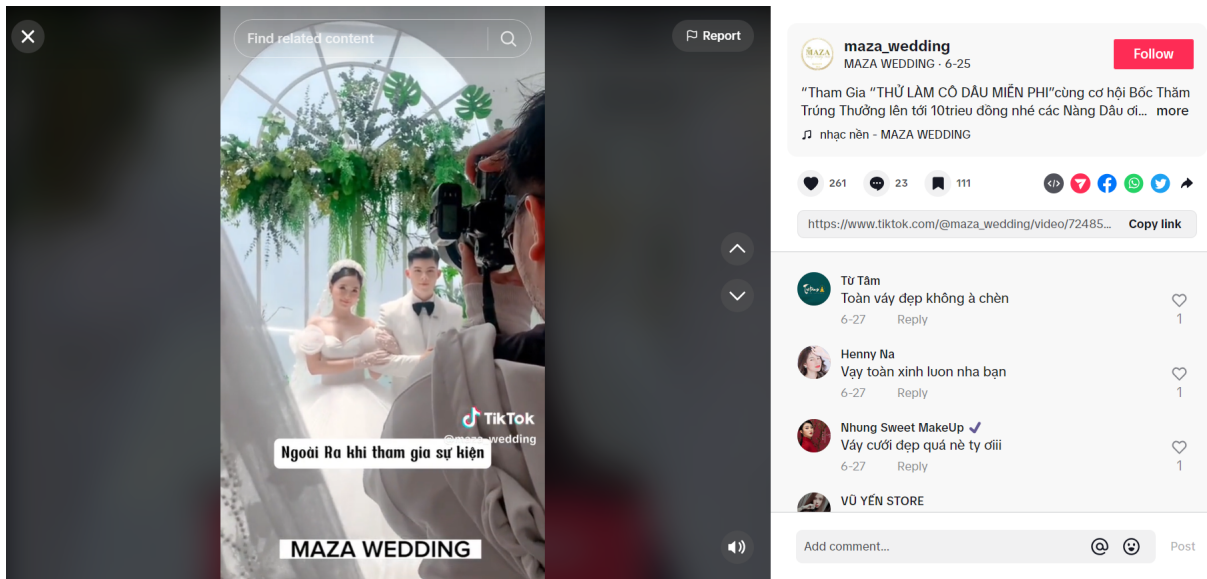 Find related content
Report
TikTok
@maza_wedding
Ngoài Ra khi tham gia sự kiện
MAZA WEDDING
MAZA
maza_wedding
MAZA WEDDING · 6-25
Follow
“Tham Gia “THỬ LÀM CÔ DÂU MIỄN PHI”cùng cơ hội Bốc Thăm
Trúng Thưởng lên tới 10trieu đồng nhé các Nàng Dâu ơi... more
nhạc nền - MAZA WEDDING
261 23 111
https://www.tiktok.com/@maza_wedding/video/72485... Copy link
Từ Tâm
Toàn váy đẹp không à chèn
6-27 Reply
1
Henny Na
Vạy toàn xinh luon nha bạn
6-27 Reply
1
Nhung Sweet MakeUp
Váy cưới đẹp quá nè ty ơiii
6-27 Reply
1
VŨ YẾN STORE
Add comment...
Post